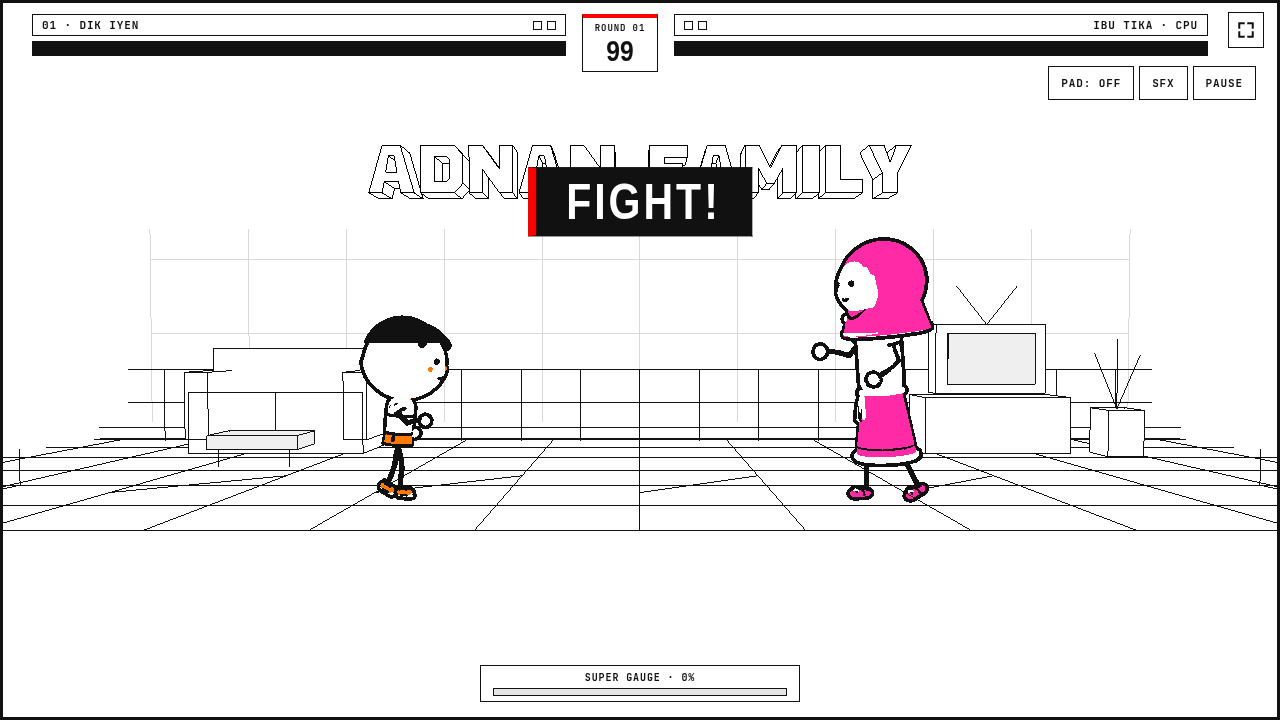 01 · DIK IYEN
ROUND 01
99
IBU TIKA · CPU
PAD: OFF
SFX
PAUSE
ADNAN FAMILY
FIGHT!
SUPER GAUGE · 0%